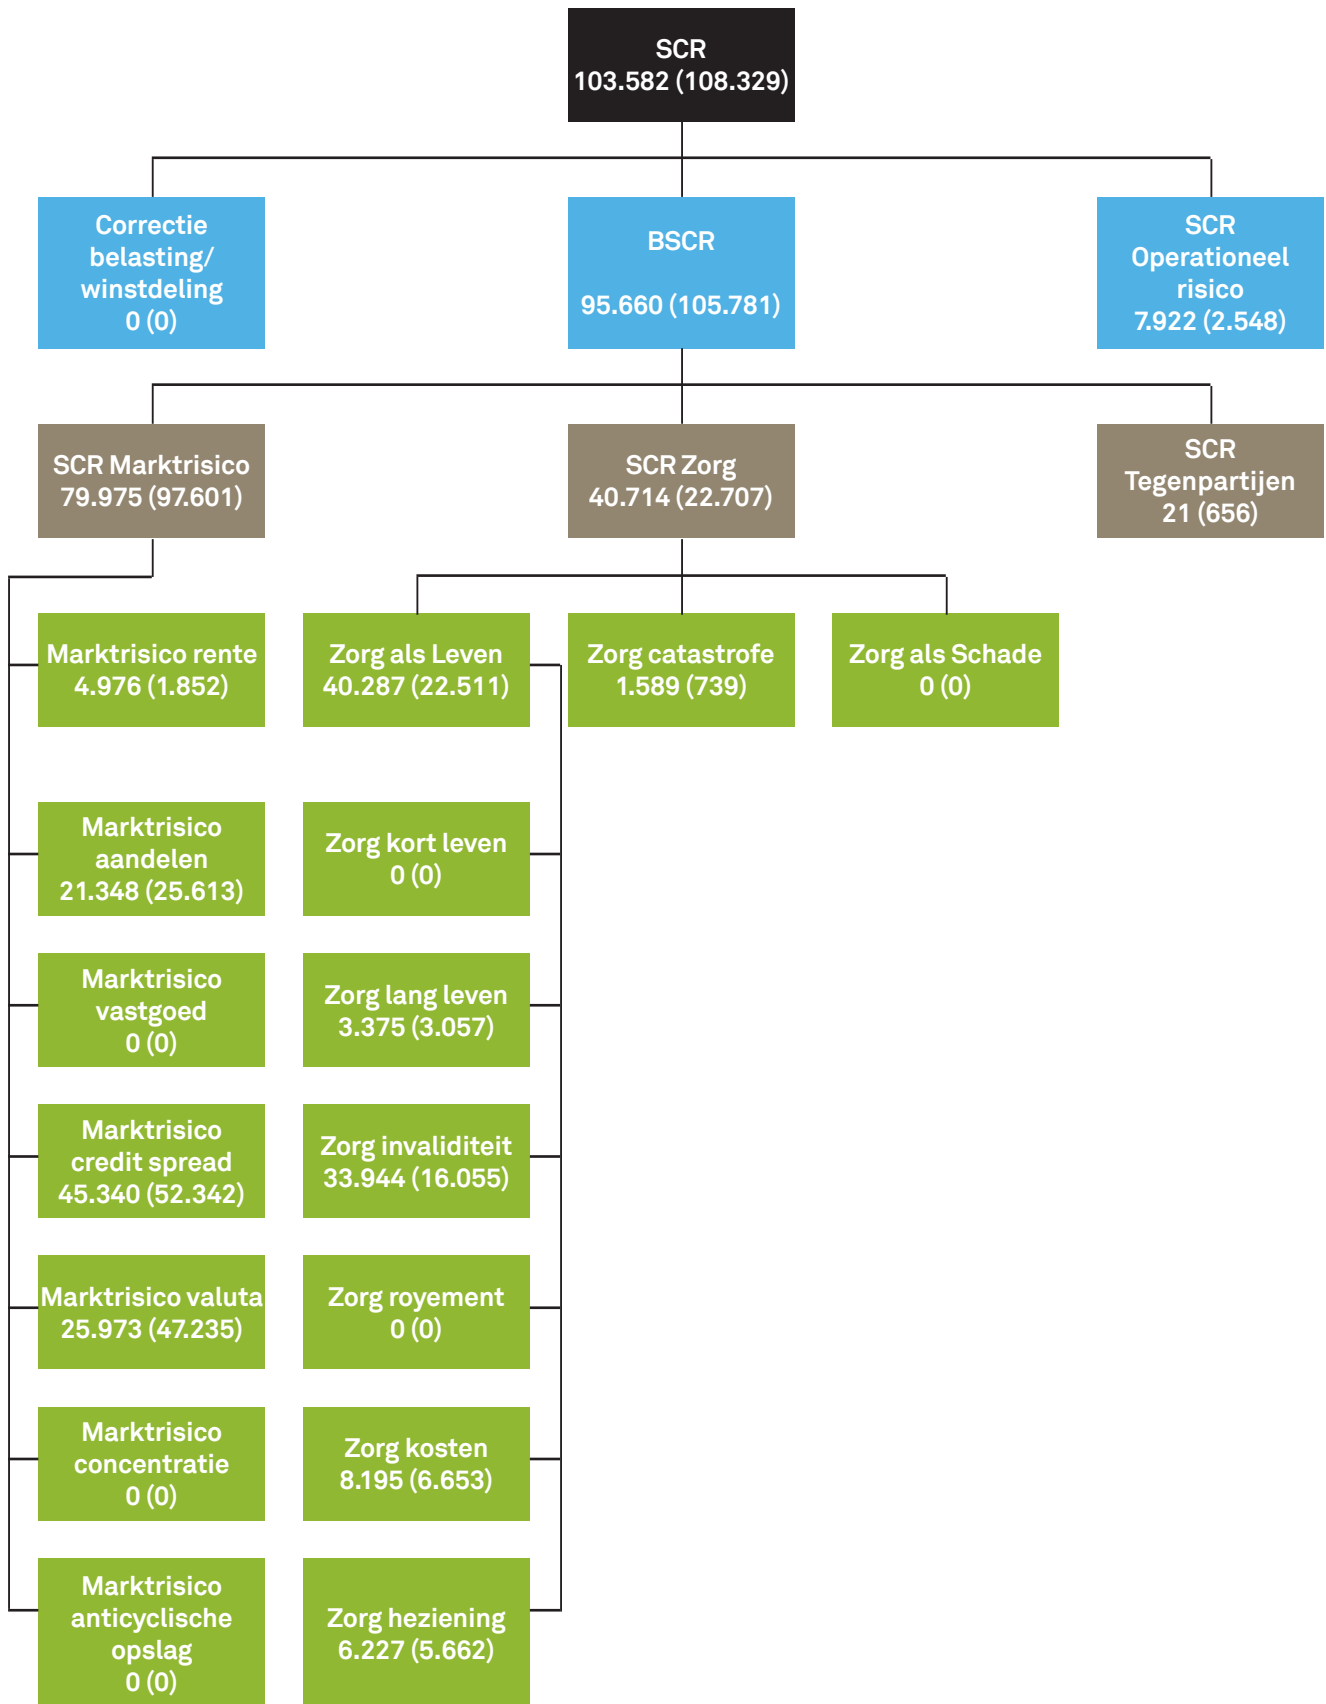 SCR
103.582 (108.329)
Correctie
belasting/
winstdeling
0 (0)
BSCR
95.660 (105.781)
SCR
Operationeel
risico
7.922 (2.548)
SCR Marktrisico
79.975 (97.601)
SCR Zorg
40.714 (22.707)
SCR
Tegenpartijen
21 (656)
Marktrisico rente
4.976 (1.852)
Zorg als Leven
40.287 (22.511)
Zorg catastrofe
1.589 (739)
Zorg als Schade
0 (0)
Marktrisico
aandelen
21.348 (25.613)
Zorg kort leven
0 (0)
Marktrisico
vastgoed
0 (0)
Zorg lang leven
3.375 (3.057)
Marktrisico
credit spread
45.340 (52.342)
Zorg invaliditeit
33.944 (16.055)
Marktrisico valuta
25.973 (47.235)
Zorg royement
0 (0)
Marktrisico
concentratie
0 (0)
Zorg kosten
8.195 (6.653)
Marktrisico
anticyclische
opslag
0 (0)
Zorg heziening
6.227 (5.662)